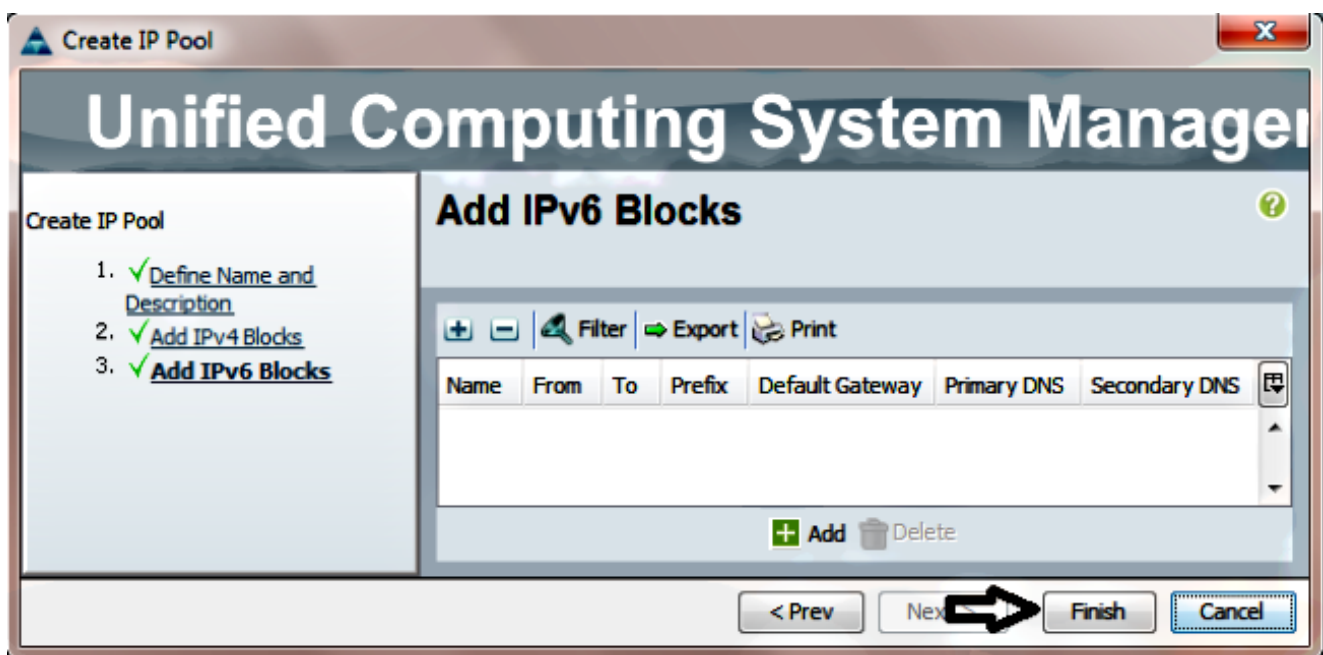 Create IP Pool
Unified Computing System Manager
Create IP Pool
1. Define Name and
Description
2. Add IPv4 Blocks
3. Add IPv6 Blocks
Add IPv6 Blocks
Filter Export Print
Name From To Prefix Default Gateway Primary DNS Secondary DNS
Add Delete
< Prev Finish Cancel